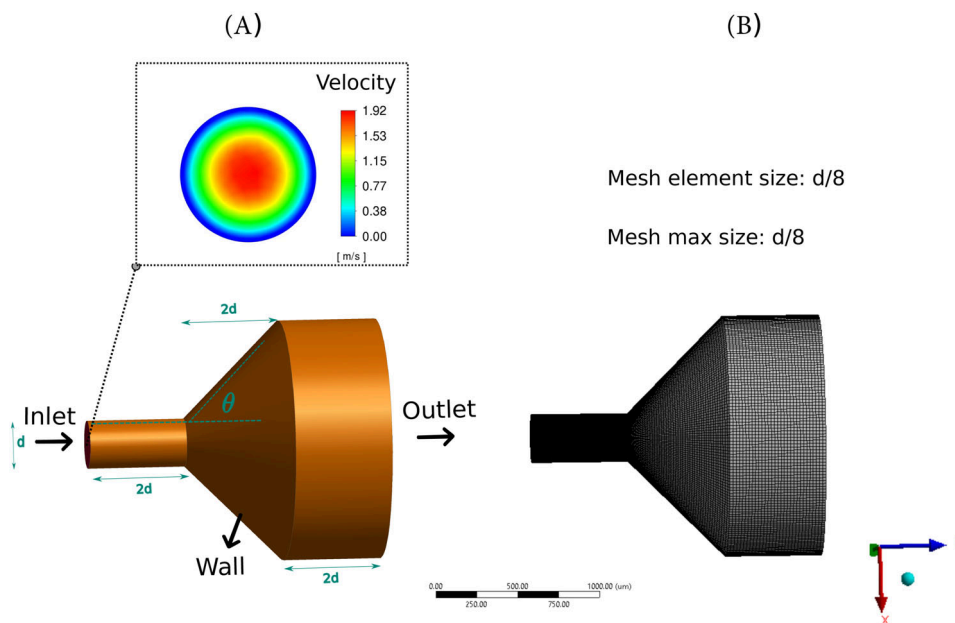 (A)
(B)
Velocity
1.92
1.53
1.15
0.77
0.38
0.00
[ m/s ]
Mesh element size: d/8
Mesh max size: d/8
2d
θ
Inlet
Outlet
d
2d
Wall
2d
0.00 500.00 1000.00 (um)
250.00 750.00
X